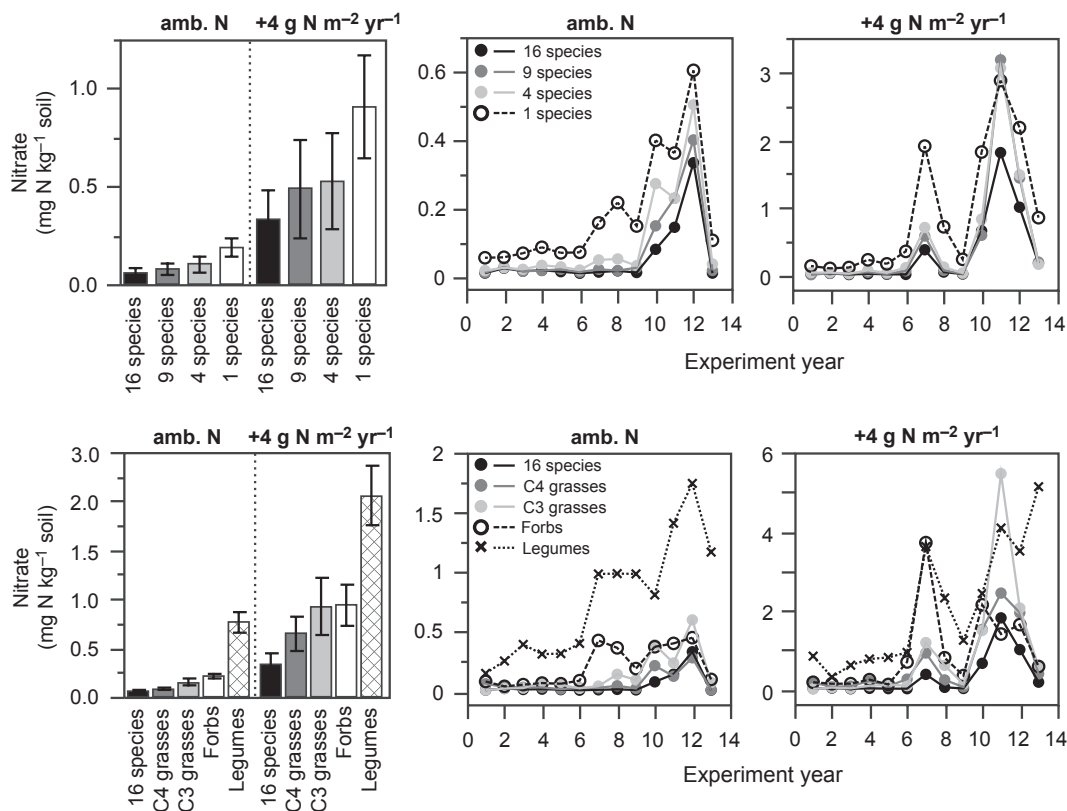 amb. N
+4 g N m⁻² yr⁻¹
Nitrate
(mg N kg⁻¹ soil)
1.0
0.5
0.0
16 species
9 species
4 species
1 species
16 species
9 species
4 species
1 species
amb. N
16 species
9 species
4 species
1 species
0.6
0.4
0.2
0
0 2 4 6 8 10 12 14
+4 g N m⁻² yr⁻¹
3
2
1
0
0 2 4 6 8 10 12 14
Experiment year
amb. N
+4 g N m⁻² yr⁻¹
Nitrate
(mg N kg⁻¹ soil)
3.0
2.0
1.0
0.5
0.0
16 species
C4 grasses
C3 grasses
Forbs
Legumes
16 species
C4 grasses
C3 grasses
Forbs
Legumes
amb. N
16 species
C4 grasses
C3 grasses
Forbs
Legumes
2
1.5
1
0.5
0
0 2 4 6 8 10 12 14
+4 g N m⁻² yr⁻¹
6
4
2
0
0 2 4 6 8 10 12 14
Experiment year